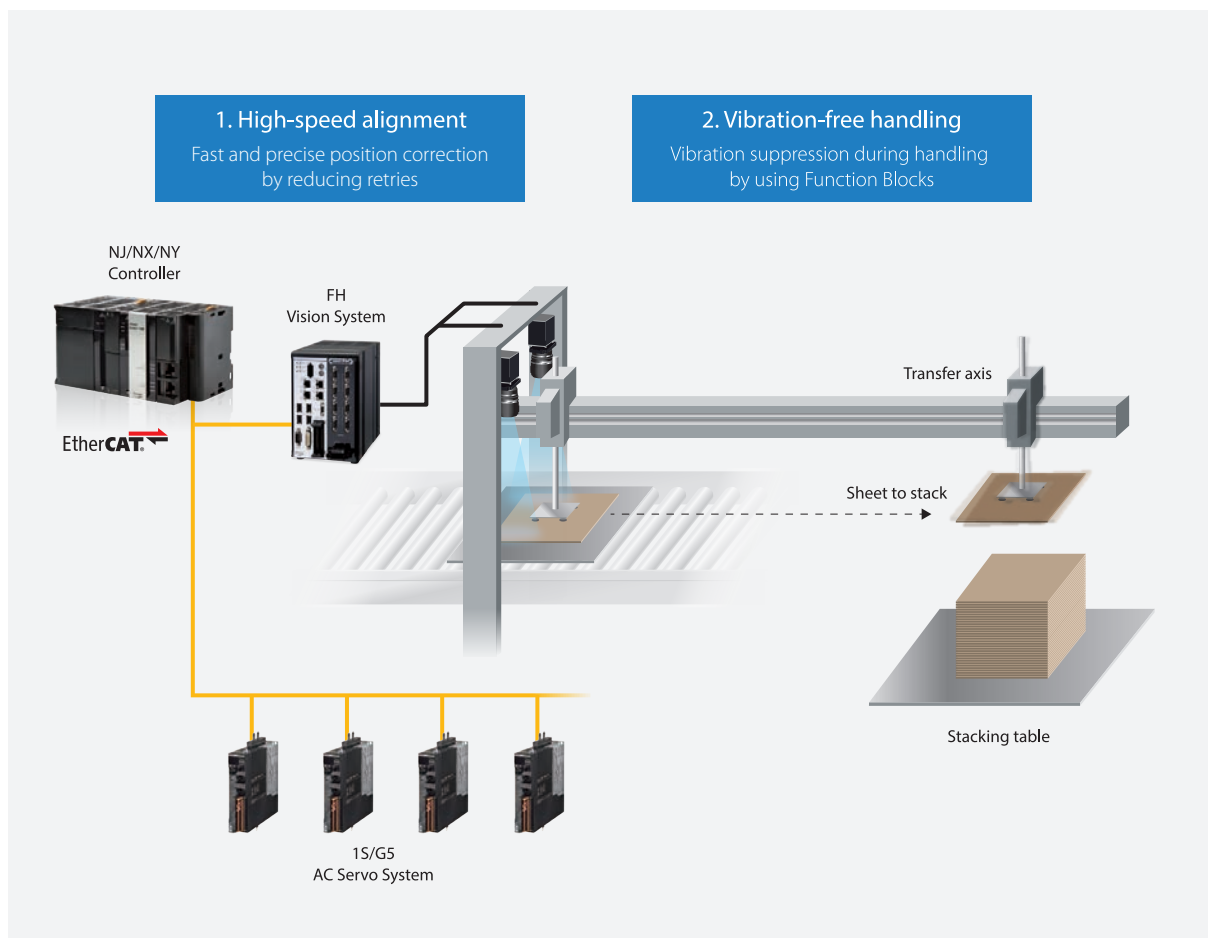 1. High-speed alignment
Fast and precise position correction
by reducing retries
2. Vibration-free handling
Vibration suppression during handling
by using Function Blocks
NJ/NX/NY
Controller
FH
Vision System
EtherCAT®
Transfer axis
Sheet to stack
Stacking table
1S/G5
AC Servo System